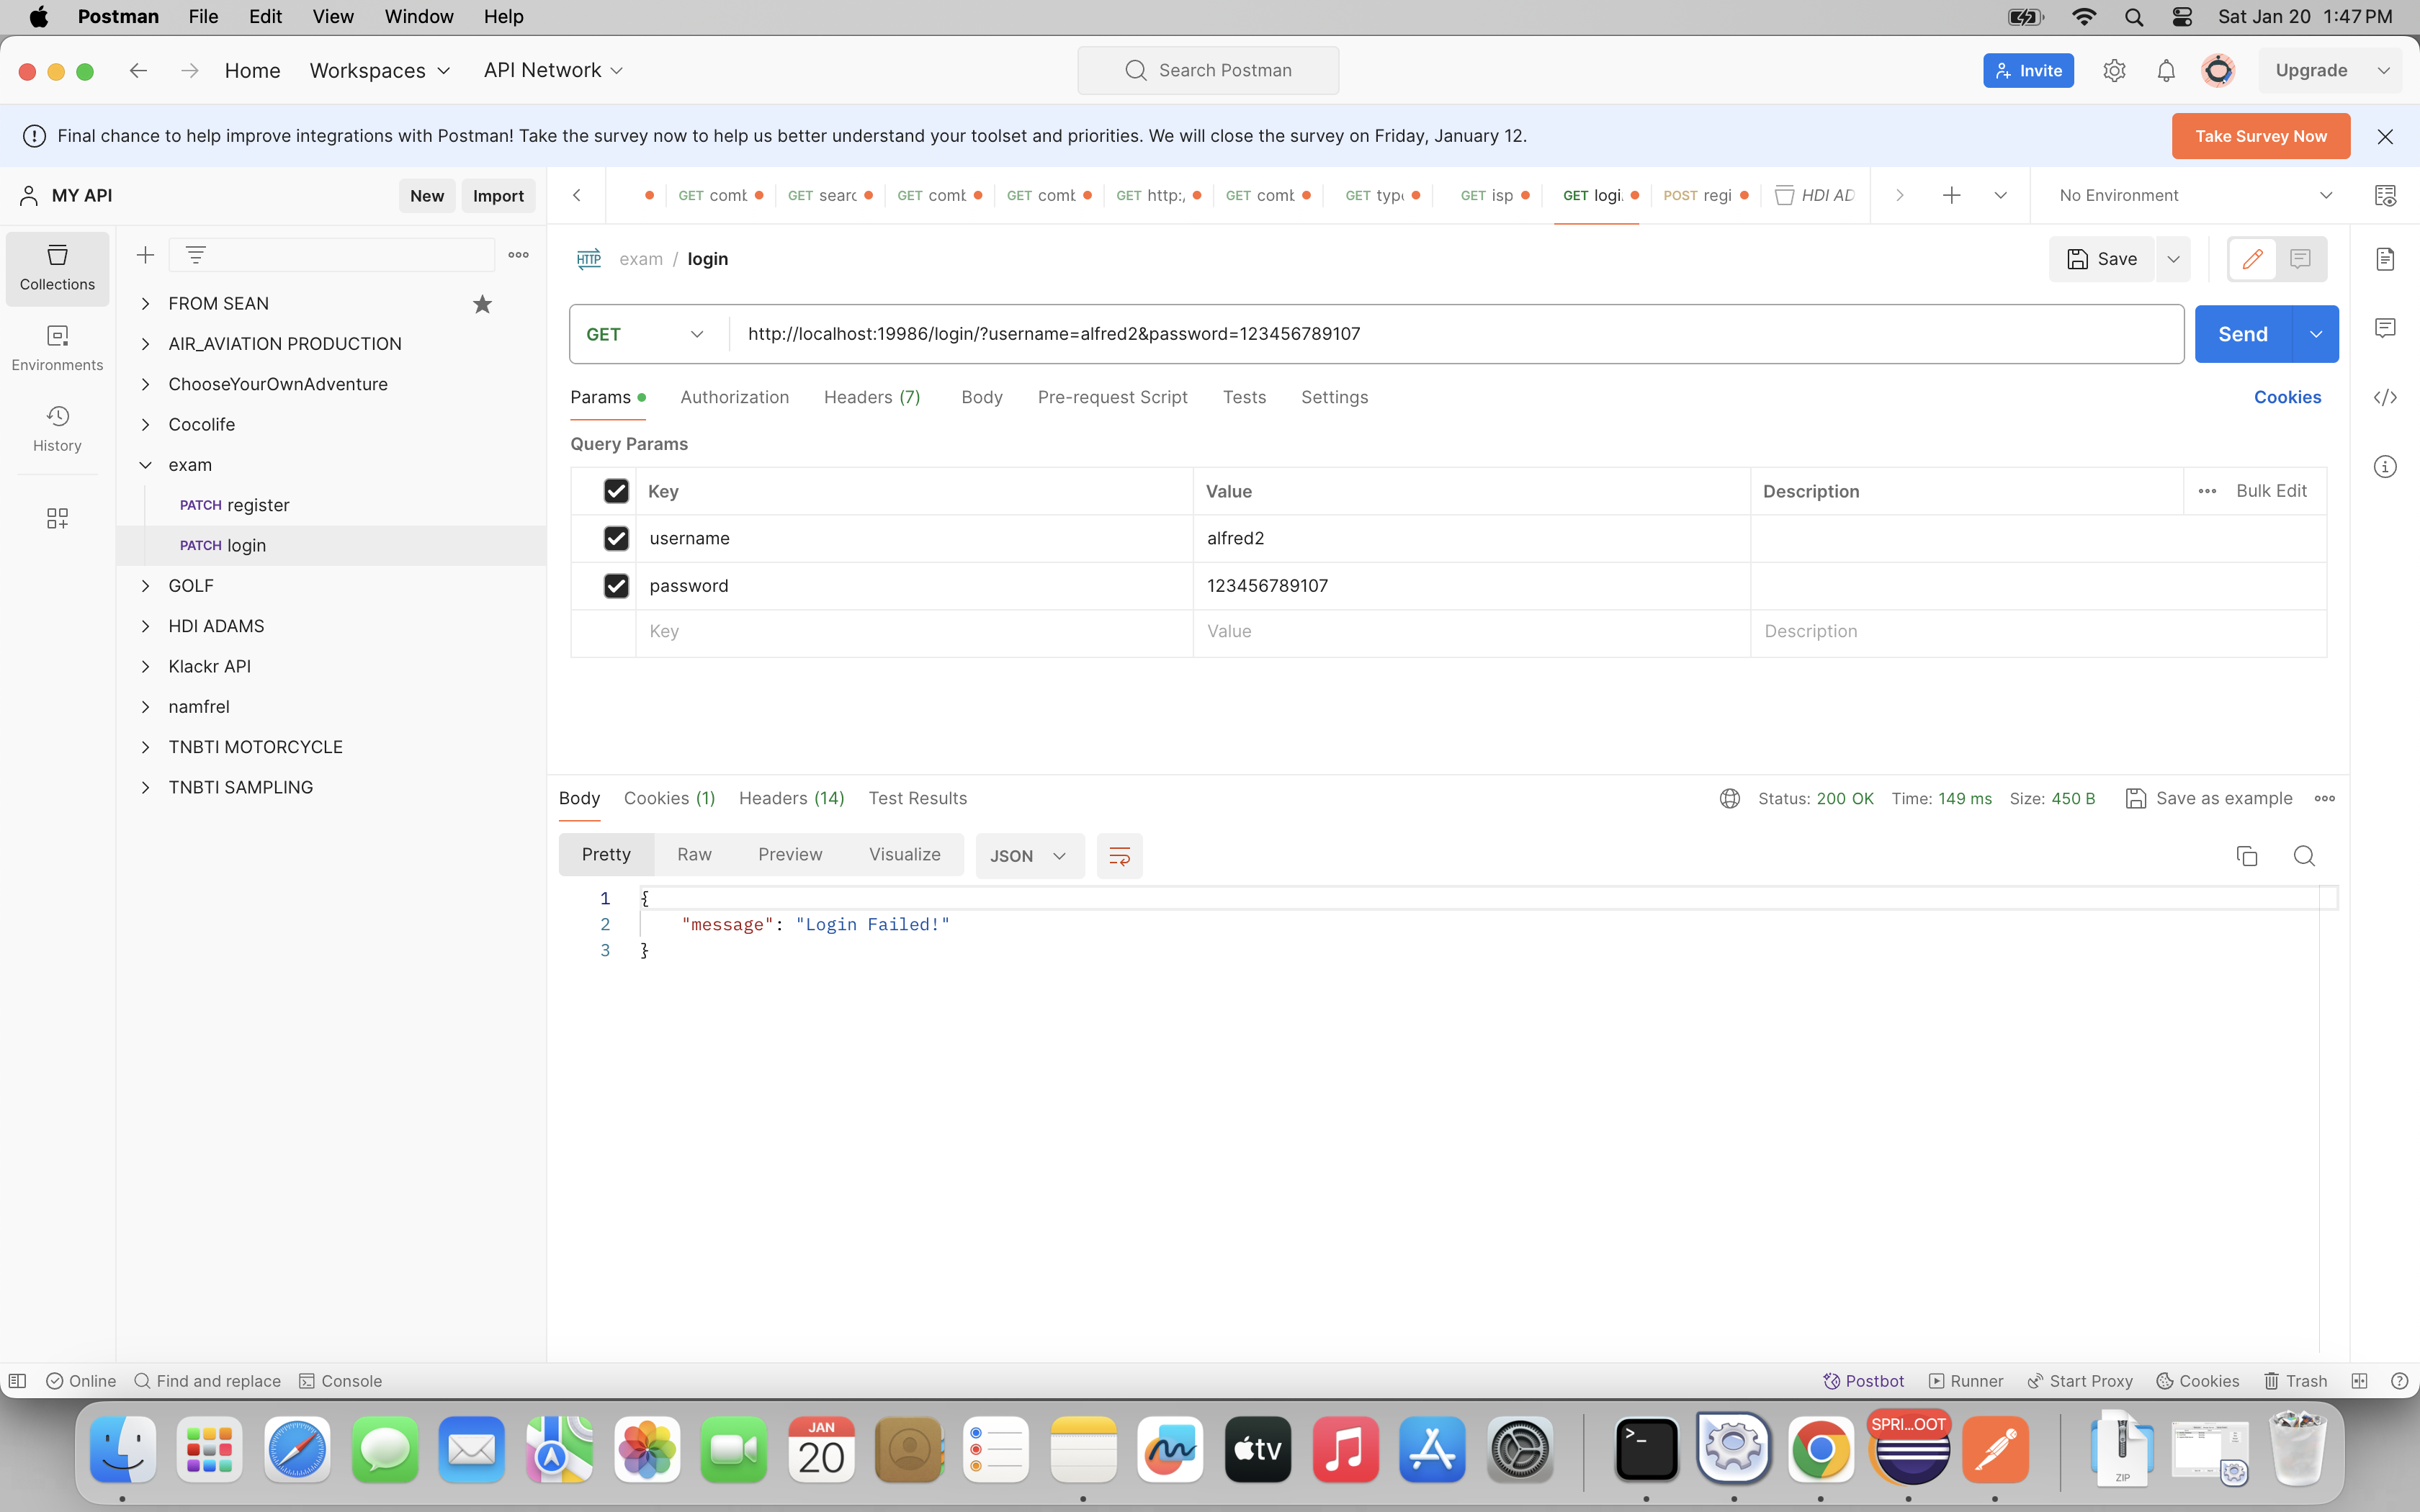 Postman File Edit View Window Help Sat Jan 20 1:47 PM
Home Workspaces API Network Search Postman Invite Upgrade
Final chance to help improve integrations with Postman! Take the survey now to help us better understand your toolset and priorities. We will close the survey on Friday, January 12. Take Survey Now
MY API New Import
GET coml GET searc GET coml GET coml GET http:/ GET coml GET type GET isp GET logi. POST regi HDI AD No Environment
Collections
Environments
History
FROM SEAN
AIR_AVIATION PRODUCTION
ChooseYourOwnAdventure
Cocolife
exam
PATCH register
PATCH login
GOLF
HDI ADAMS
Klackr API
namfrel
TNBTI MOTORCYCLE
TNBTI SAMPLING
HTTP exam / login Save
GET http://localhost:19986/login/?username=alfred2&password=123456789107 Send
Params Authorization Headers (7) Body Pre-request Script Tests Settings Cookies
Query Params
Key Value Description Bulk Edit
username alfred2
password 123456789107
Key Value Description
Body Cookies (1) Headers (14) Test Results Status: 200 OK Time: 149 ms Size: 450 B Save as example
Pretty Raw Preview Visualize JSON
1 {
2 "message": "Login Failed!"
3 }
Online Find and replace Console Postbot Runner Start Proxy Cookies Trash
JAN
20
tv
SPRI...OOT
ZIP